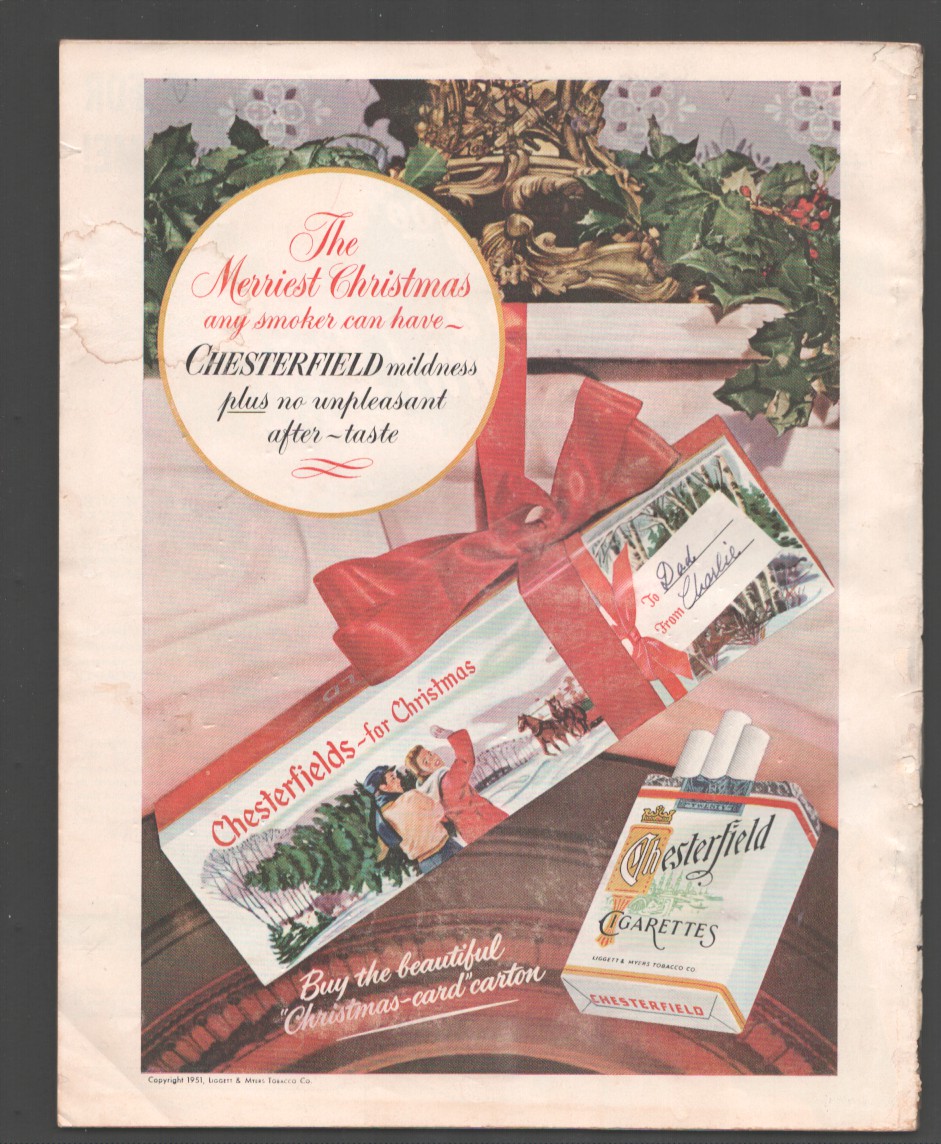 The
Merriest Christmas
any smoker can have~
CHESTERFIELD mildness
plus no unpleasant
after~taste
To Dad
From Charlie
Chesterfields~for Christmas
TWENTY
Chesterfield
CIGARETTES
LIGGETT & MYERS TOBACCO CO.
CHESTERFIELD
Buy the beautiful
"Christmas-card" carton
Copyright 1951, LIGGETT & MYERS TOBACCO CO.